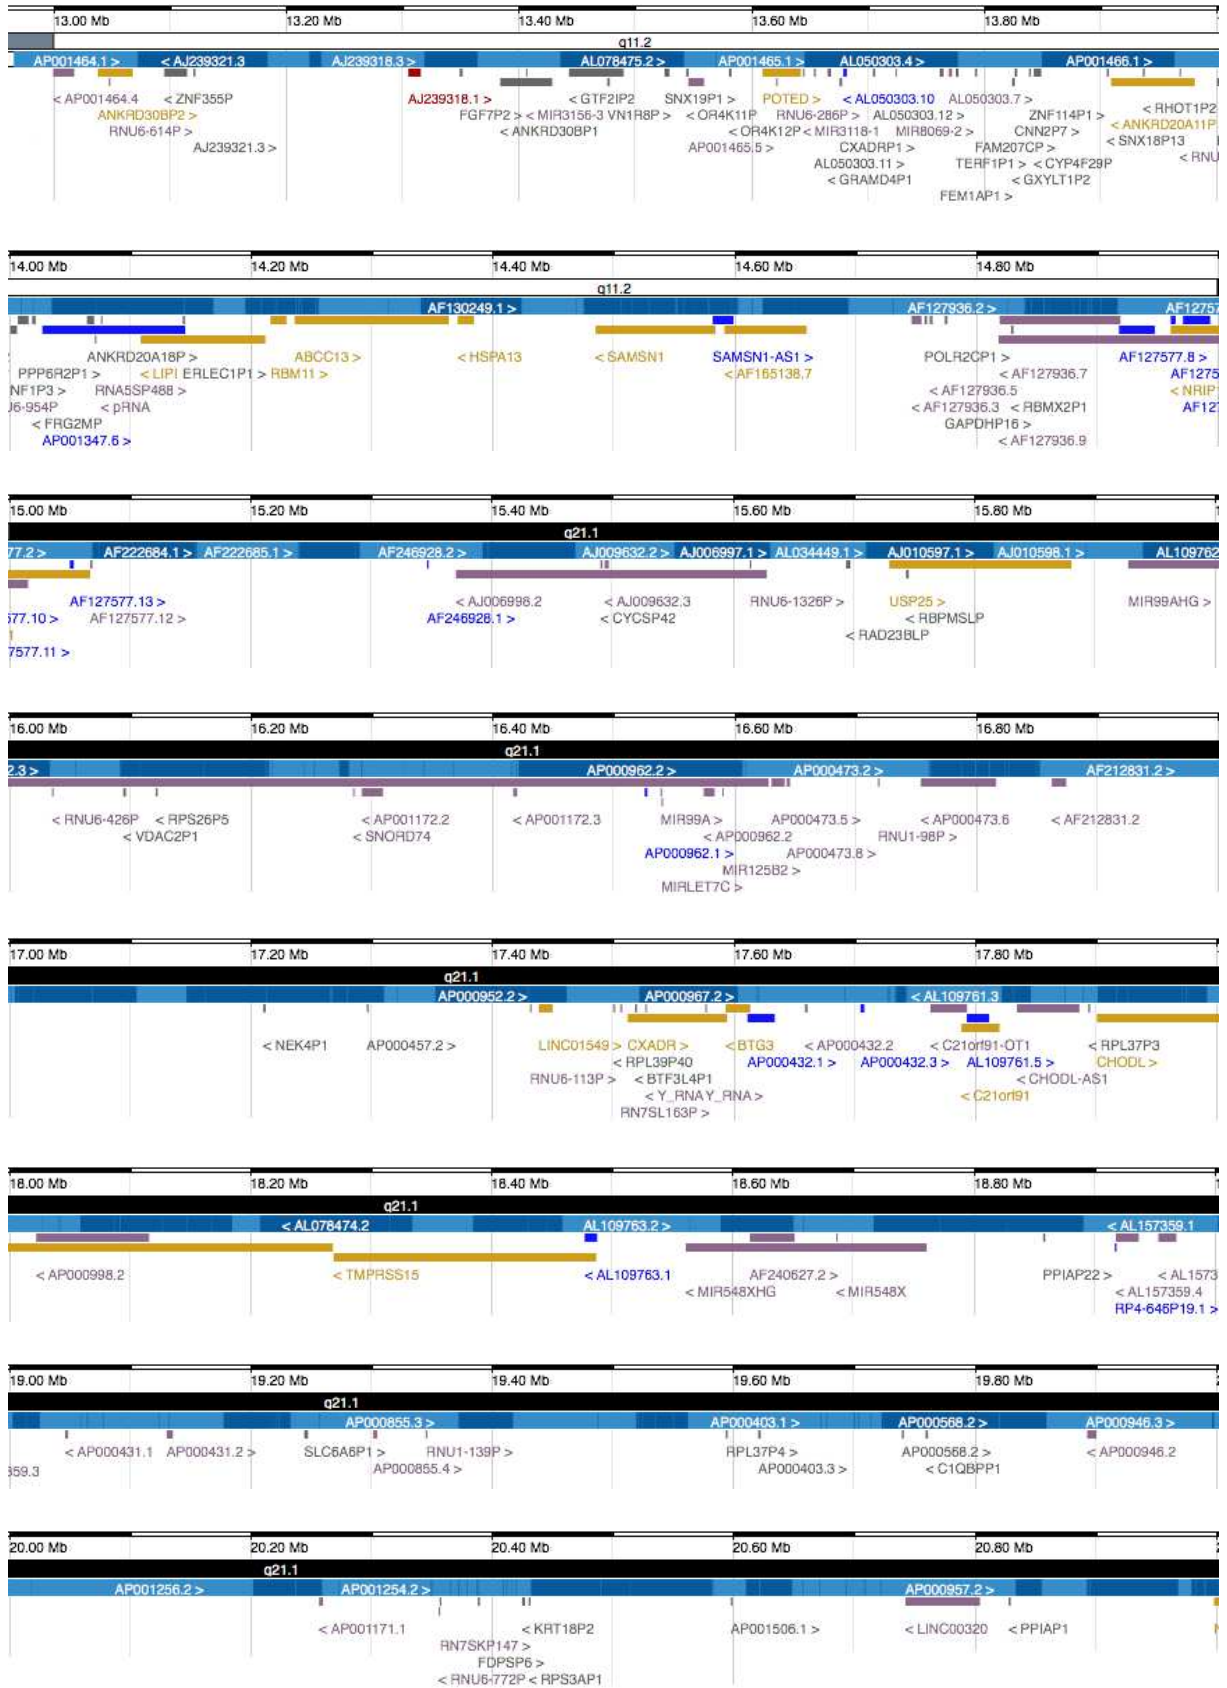 13.00 Mb 13.20 Mb 13.40 Mb 13.60 Mb 13.80 Mb
q11.2
AP001464.1 > < AJ239321.3 AJ239318.3 > AL078475.2 > AP001465.1 > AL050303.4 > AP001466.1 >
< AP001464.4 < ZNF355P AJ239318.1 > < GTF2IP2 SNX19P1 > POTED > < AL050303.10 AL050303.7 > < RHOT1P2
ANKRD30BP2 > FGF7P2 > < MIR3156-3 VN1R8P > < OR4K11P RNU6-286P > AL050303.12 > ZNF114P1 > < ANKRD20A11P
RNU6-614P > < ANKRD30BP1 < OR4K12P < MIR3118-1 MIR8069-2 > CNN2P7 > < SNX18P13
AJ239321.3 > AP001465.5 > CXADRP1 > FAM207CP > < RNU
AL050303.11 > TERF1P1 > < CYP4F29P
< GRAMD4P1 < GXYLT1P2
FEM1AP1 >
14.00 Mb 14.20 Mb 14.40 Mb 14.60 Mb 14.80 Mb
q11.2
AF130249.1 > AF127936.2 > AF12757
ANKRD20A18P > ABCC13 > < HSPA13 < SAMSN1 SAMSN1-AS1 > POLR2CP1 > AF127577.8 >
PPP6R2P1 > < LIPI ERLEC1P1 > RBM11 > < AF165138.7 < AF127936.7 AF1275
NF1P3 > RNA5SP488 > < AF127936.5 < NRIP1
J6-954P < pRNA < AF127936.3 < RBMX2P1 AF127
< FRG2MP GAPDHP16 >
AP001347.6 > < AF127936.9
15.00 Mb 15.20 Mb 15.40 Mb 15.60 Mb 15.80 Mb
q21.1
77.2 > AF222684.1 > AF222685.1 > AF246928.2 > AJ009632.2 > AJ006997.1 > AL034449.1 > AJ010597.1 > AJ010598.1 > AL109762
AF127577.13 > < AJ006998.2 < AJ009632.3 RNU6-1326P > USP25 > MIR99AHG >
577.10 > AF127577.12 > AF246928.1 > < CYCSP42 < RBPMSLP
< RAD23BLP
7577.11 >
16.00 Mb 16.20 Mb 16.40 Mb 16.60 Mb 16.80 Mb
q21.1
2.3 > AP000962.2 > AP000473.2 > AF212831.2 >
< RNU6-426P < RPS26P5 < AP001172.2 < AP001172.3 MIR99A > AP000473.5 > < AP000473.6 < AF212831.2
< VDAC2P1 < SNORD74 < AP000962.2 RNU1-98P >
AP000962.1 > AP000473.8 >
MIR125B2 >
MIRLET7C >
17.00 Mb 17.20 Mb 17.40 Mb 17.60 Mb 17.80 Mb
q21.1
AP000952.2 > AP000967.2 > < AL109761.3
< NEK4P1 AP000457.2 > LINC01549 > CXADR > < BTG3 < AP000432.2 < C21orf91-OT1 < RPL37P3
< RPL39P40 AP000432.1 > AP000432.3 > AL109761.5 > CHODL >
RNU6-113P > < BTF3L4P1 < CHODL-AS1
< Y_RNA Y_RNA > < C21orf91
RN7SL163P >
18.00 Mb 18.20 Mb 18.40 Mb 18.60 Mb 18.80 Mb
q21.1
< AL078474.2 AL109763.2 > < AL157359.1
< AP000998.2 < TMPRSS15 < AL109763.1 AF240627.2 > PPIAP22 > < AL1573
< MIR548XHG < MIR548X < AL157359.4
RP4-646P19.1 >
19.00 Mb 19.20 Mb 19.40 Mb 19.60 Mb 19.80 Mb
q21.1
AP000855.3 > AP000403.1 > AP000568.2 > AP000946.3 >
< AP000431.1 AP000431.2 > SLC6A6P1 > RNU1-139P > RPL37P4 > AP000568.2 > < AP000946.2
359.3 AP000855.4 > AP000403.3 > < C1QBPP1
20.00 Mb 20.20 Mb 20.40 Mb 20.60 Mb 20.80 Mb
q21.1
AP001256.2 > AP001254.2 > AP000957.2 >
< AP001171.1 < KRT18P2 AP001506.1 > < LINC00320 < PPIAP1
RN7SKP147 >
FDPSP6 >
< RNU6-772P < RPS3AP1